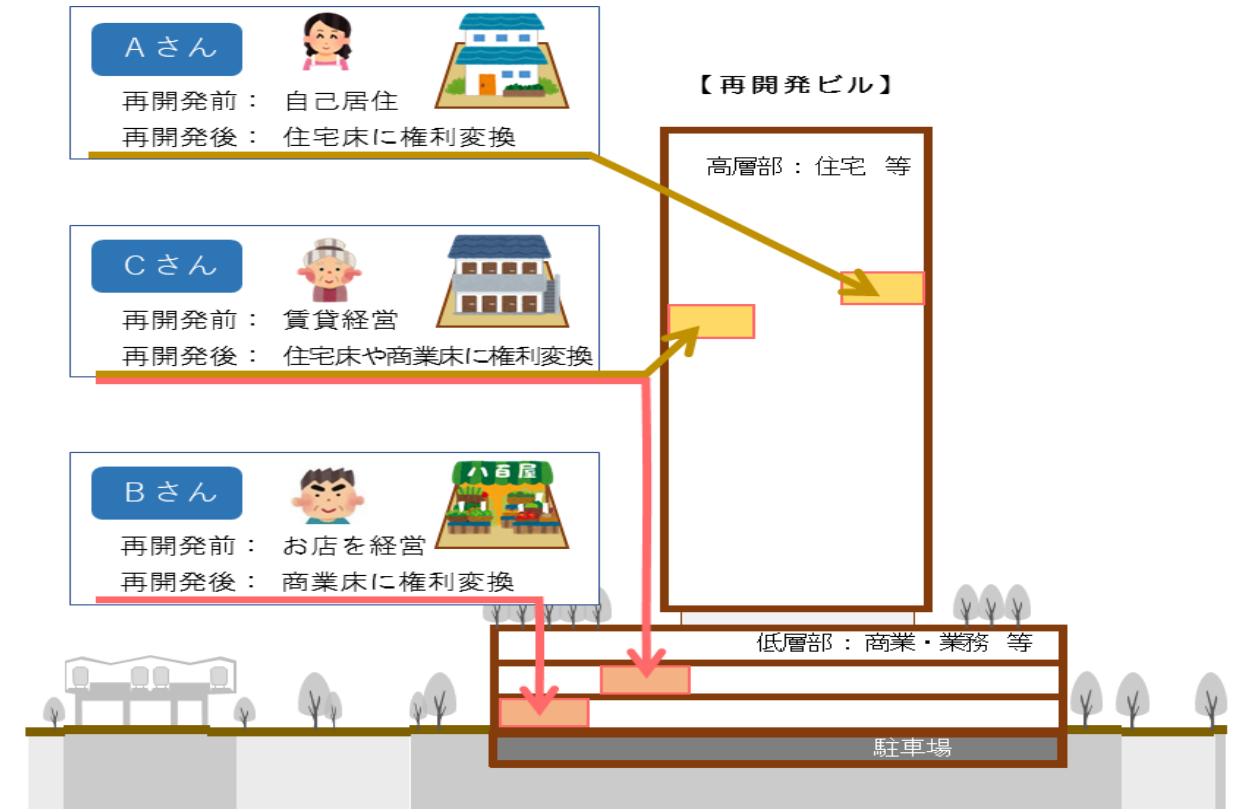 Aさん
再開発前： 自己居住
再開発後： 住宅床に権利変換
Cさん
再開発前： 賃貸経営
再開発後： 住宅床や商業床に権利変換
Bさん
八百屋
再開発前： お店を経営
再開発後： 商業床に権利変換
【再開発ビル】
高層部：住宅 等
低層部：商業・業務 等
駐車場